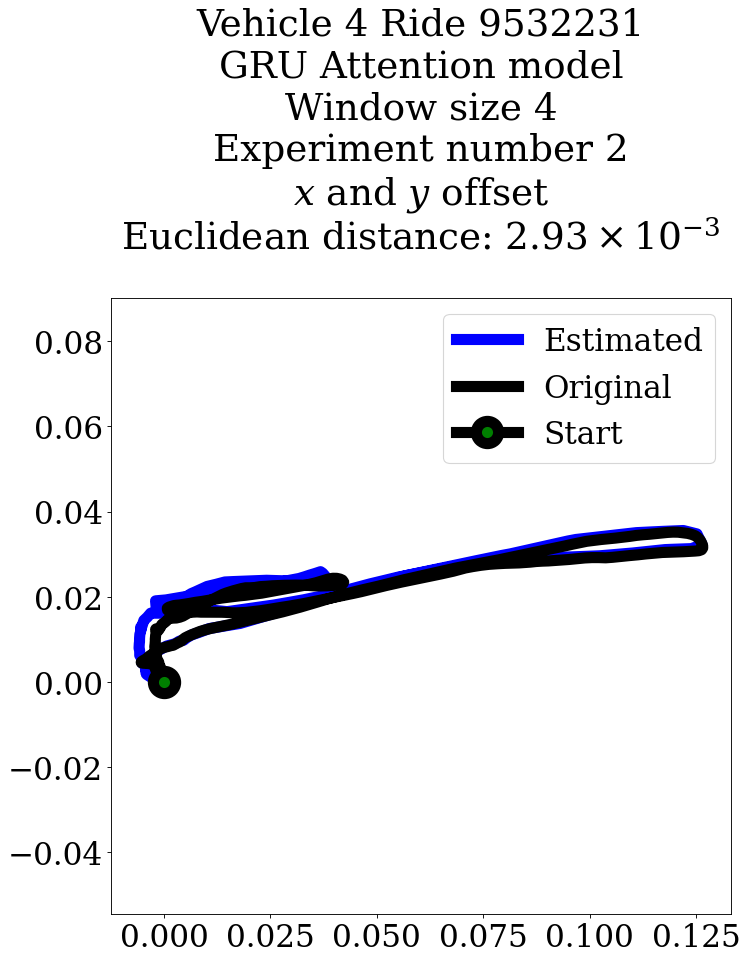 Vehicle 4 Ride 9532231
GRU Attention model
Window size 4
Experiment number 2
x and y offset
Euclidean distance: 2.93 × 10⁻³
Estimated
Original
Start
0.08
0.06
0.04
0.02
0.00
−0.02
−0.04
0.000 0.025 0.050 0.075 0.100 0.125